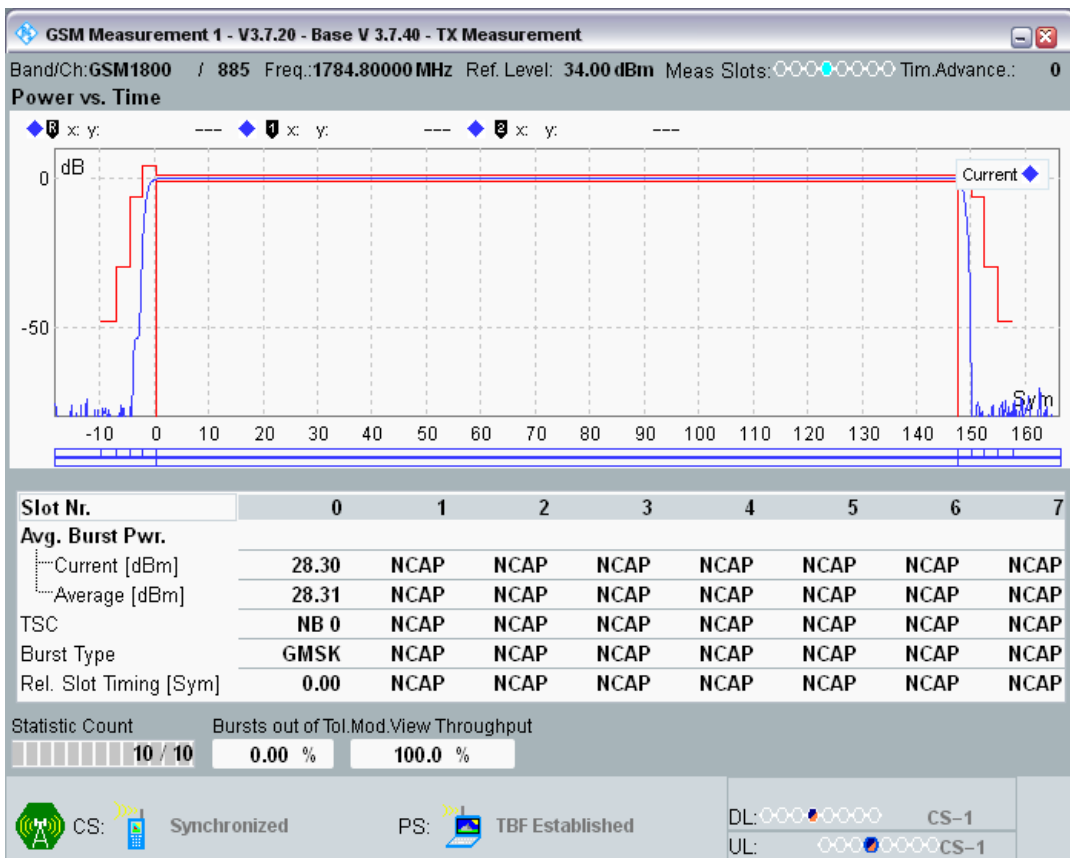 GSM Measurement 1 - V3.7.20 - Base V 3.7.40 - TX Measurement
Band/Ch:GSM1800 / 885 Freq.:1784.80000 MHz Ref. Level: 34.00 dBm Meas Slots: Tim.Advance.: 0
Power vs. Time
R x: y: --- 1 x: y: --- 2 x: y: ---
dB
Current
0
-50
Sym
-10 0 10 20 30 40 50 60 70 80 90 100 110 120 130 140 150 160
Slot Nr. 0 1 2 3 4 5 6 7
Avg. Burst Pwr.
Current [dBm] 28.30 NCAP NCAP NCAP NCAP NCAP NCAP NCAP
Average [dBm] 28.31 NCAP NCAP NCAP NCAP NCAP NCAP NCAP
TSC NB 0 NCAP NCAP NCAP NCAP NCAP NCAP NCAP
Burst Type GMSK NCAP NCAP NCAP NCAP NCAP NCAP NCAP
Rel. Slot Timing [Sym] 0.00 NCAP NCAP NCAP NCAP NCAP NCAP NCAP
Statistic Count Bursts out of Tol.Mod.View Throughput
10 / 10 0.00 % 100.0 %
CS: Synchronized PS: TBF Established
DL: CS-1
UL: CS-1